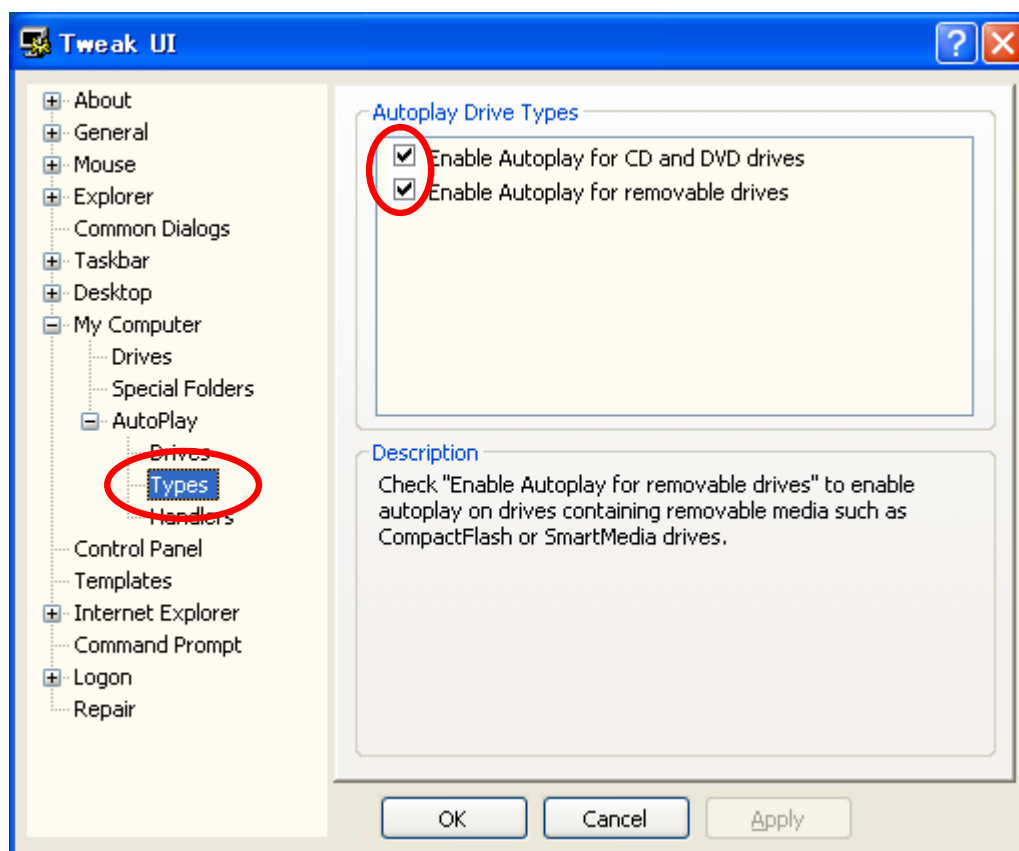 Tweak UI
About
General
Mouse
Explorer
Common Dialogs
Taskbar
Desktop
My Computer
Drives
Special Folders
AutoPlay
Drives
Types
Handlers
Control Panel
Templates
Internet Explorer
Command Prompt
Logon
Repair
Autoplay Drive Types
Enable Autoplay for CD and DVD drives
Enable Autoplay for removable drives
Description
Check "Enable Autoplay for removable drives" to enable
autoplay on drives containing removable media such as
CompactFlash or SmartMedia drives.
OK
Cancel
Apply